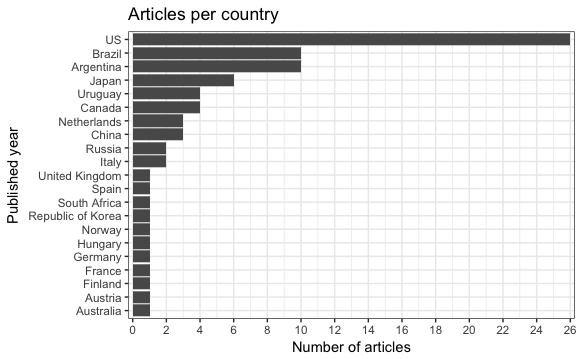 Articles per country
US
Brazil
Argentina
Japan
Uruguay
Canada
Netherlands
China
Russia
Italy
United Kingdom
Spain
South Africa
Republic of Korea
Norway
Hungary
Germany
France
Finland
Austria
Australia
Published year
0 2 4 6 8 10 12 14 16 18 20 22 24 26
Number of articles